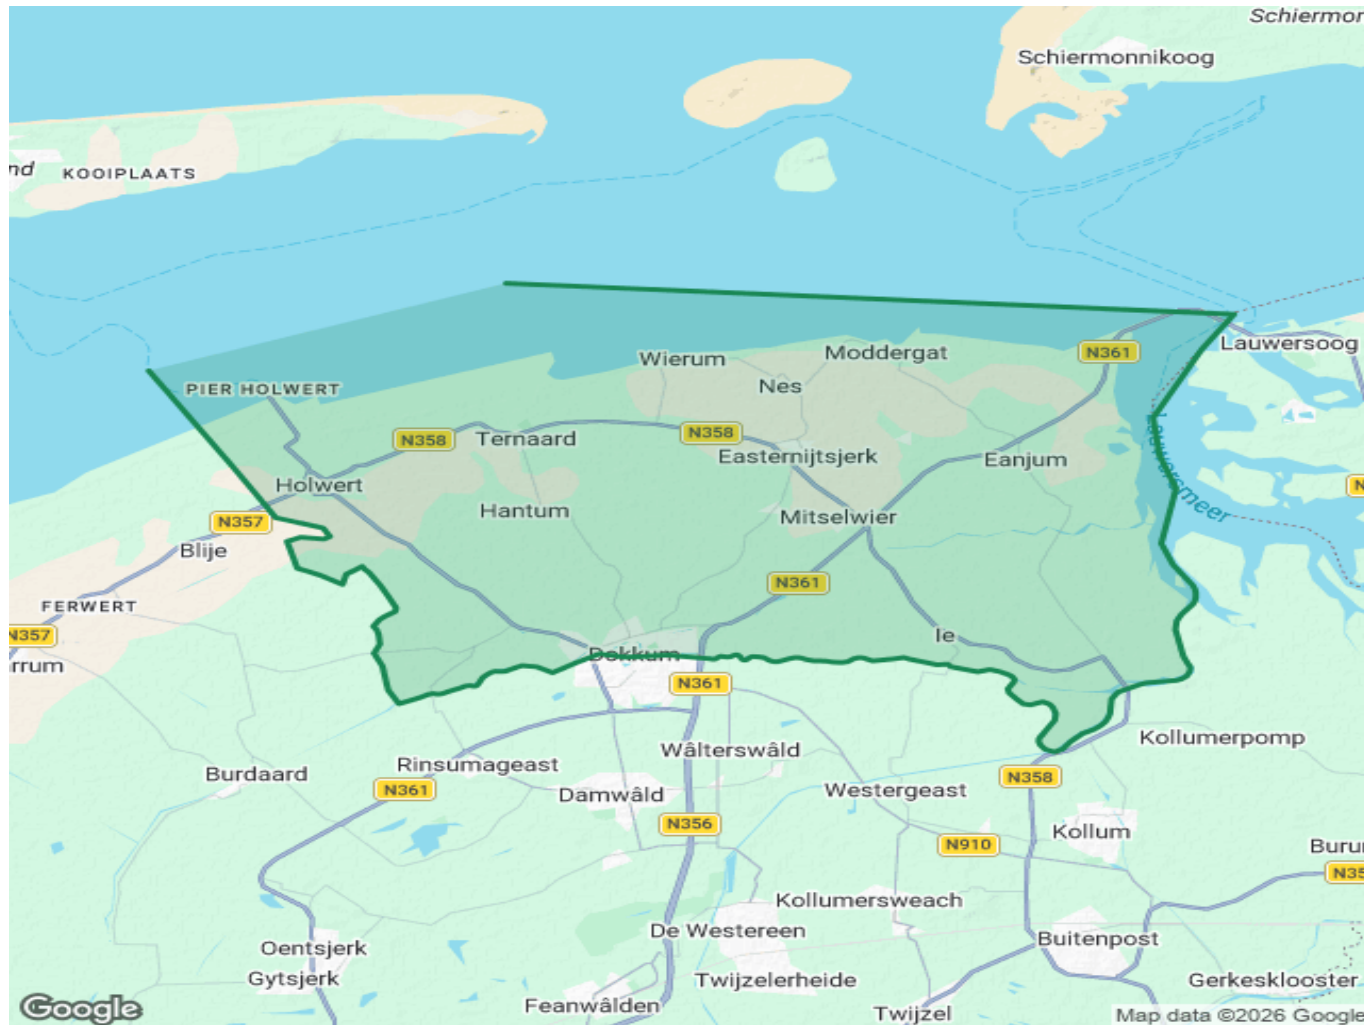 Schiermor
Schiermonnikoog
nd
KOOIPLAATS
Lauwersoog
N361
Moddergat
Wierum
Nes
PIER HOLWERT
N358
Ternaard
N358
Easternijtsjerk
Eanjum
Lauwersmeer
Holwert
N
Hantum
Mitselwier
N357
Blije
N361
FERWERT
N357
rrum
Ie
Dokkum
N361
Wâlterswâld
Kollumerpomp
Rinsumageast
Burdaard
N358
N361
Damwâld
Westergeast
N356
Kollum
N910
Burur
N35
Kollumersweach
De Westereen
Buitenpost
Oentsjerk
Gytsjerk
Twijzelerheide
Gerkesklooster
Feanwâlden
Twijzel
Google
Map data ©2026 Google